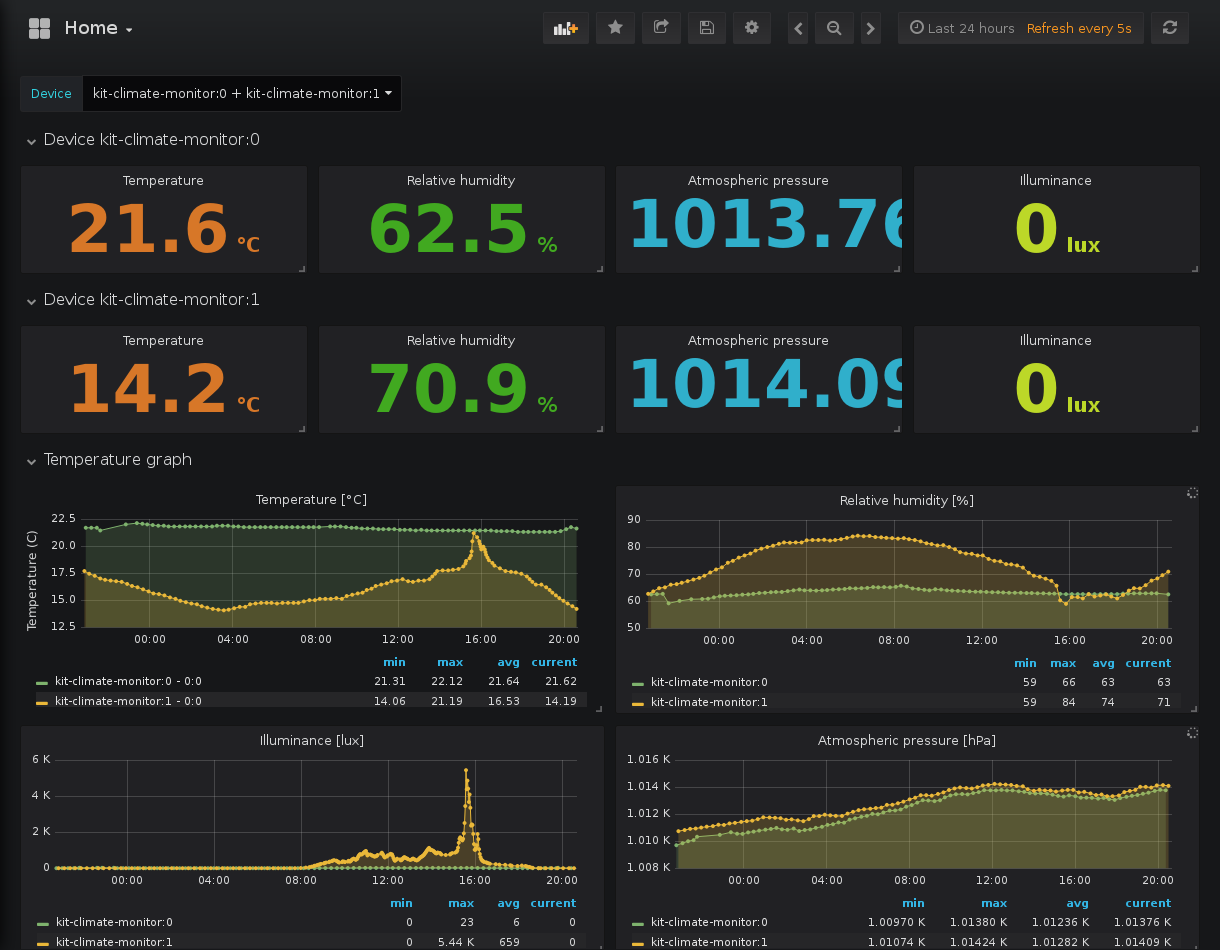 Home
Last 24 hours Refresh every 5s
Device kit-climate-monitor:0 + kit-climate-monitor:1
Device kit-climate-monitor:0
Temperature Relative humidity Atmospheric pressure Illuminance
21.6 °C 62.5 % 1013.76 0 lux
Device kit-climate-monitor:1
Temperature Relative humidity Atmospheric pressure Illuminance
14.2 °C 70.9 % 1014.09 0 lux
Temperature graph
Temperature [°C]
Temperature (C)
22.5
20.0
17.5
15.0
12.5
00:00 04:00 08:00 12:00 16:00 20:00
min max avg current
kit-climate-monitor:0 - 0:0 21.31 22.12 21.64 21.62
kit-climate-monitor:1 - 0:0 14.06 21.19 16.53 14.19
Relative humidity [%]
90
80
70
60
50
00:00 04:00 08:00 12:00 16:00 20:00
min max avg current
kit-climate-monitor:0 59 66 63 63
kit-climate-monitor:1 59 84 74 71
Illuminance [lux]
6 K
4 K
2 K
0
00:00 04:00 08:00 12:00 16:00 20:00
min max avg current
kit-climate-monitor:0 0 23 6 0
kit-climate-monitor:1 0 5.44 K 659 0
Atmospheric pressure [hPa]
1.016 K
1.014 K
1.012 K
1.010 K
1.008 K
00:00 04:00 08:00 12:00 16:00 20:00
min max avg current
kit-climate-monitor:0 1.00970 K 1.01380 K 1.01236 K 1.01376 K
kit-climate-monitor:1 1.01074 K 1.01424 K 1.01282 K 1.01409 K